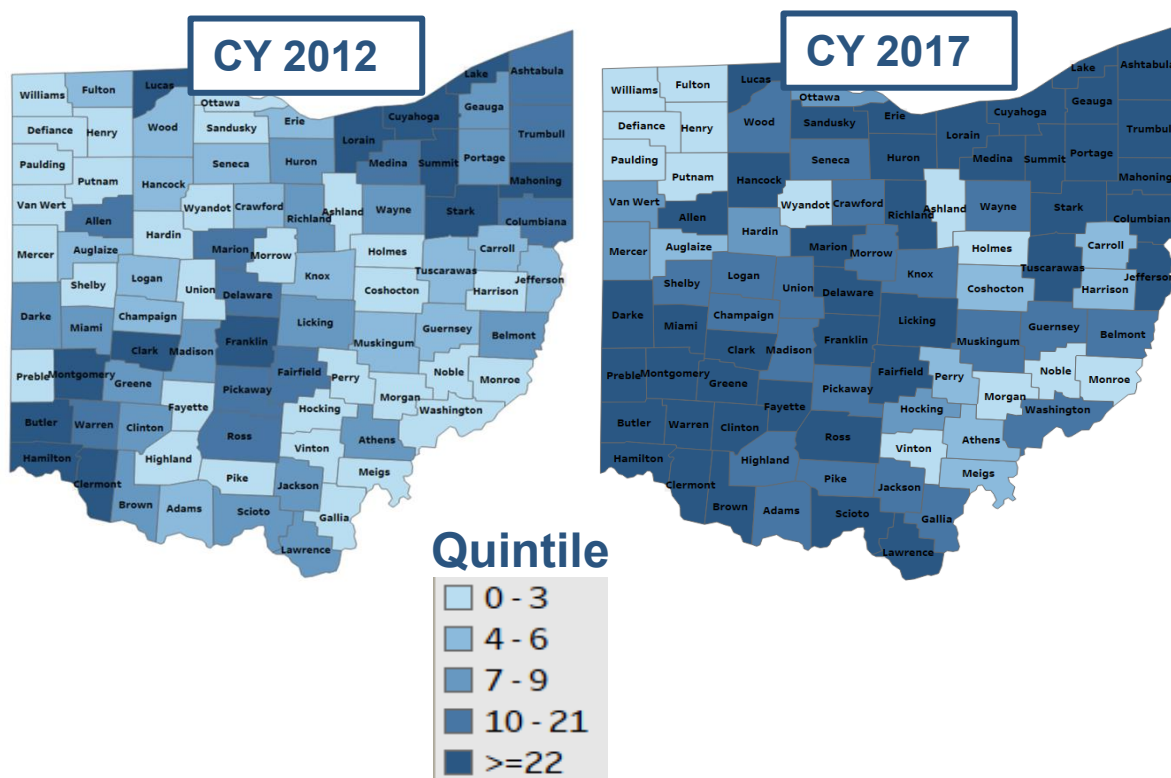 CY 2012
Williams
Fulton
Lucas
Ottawa
Lake
Ashtabula
Geauga
Cuyahoga
Defiance
Henry
Wood
Sandusky
Erie
Lorain
Trumbull
Paulding
Putnam
Hancock
Seneca
Huron
Medina
Summit
Portage
Mahoning
Van Wert
Allen
Wyandot
Crawford
Richland
Ashland
Wayne
Stark
Columbiana
Mercer
Auglaize
Hardin
Marion
Morrow
Holmes
Carroll
Tuscarawas
Jefferson
Shelby
Logan
Union
Delaware
Knox
Coshocton
Harrison
Darke
Miami
Champaign
Licking
Muskingum
Guernsey
Belmont
Preble
Montgomery
Clark
Madison
Franklin
Greene
Pickaway
Fairfield
Perry
Noble
Monroe
Morgan
Washington
Butler
Warren
Clinton
Fayette
Ross
Hocking
Athens
Hamilton
Clermont
Highland
Vinton
Meigs
Brown
Adams
Pike
Scioto
Jackson
Gallia
Lawrence
CY 2017
Williams
Fulton
Lucas
Ottawa
Lake
Ashtabula
Geauga
Cuyahoga
Defiance
Henry
Wood
Sandusky
Erie
Lorain
Trumbull
Paulding
Putnam
Hancock
Seneca
Huron
Medina
Summit
Portage
Mahoning
Van Wert
Allen
Wyandot
Crawford
Richland
Ashland
Wayne
Stark
Columbiana
Mercer
Auglaize
Hardin
Marion
Morrow
Holmes
Carroll
Tuscarawas
Jefferson
Shelby
Logan
Union
Delaware
Knox
Coshocton
Harrison
Darke
Miami
Champaign
Licking
Muskingum
Guernsey
Belmont
Preble
Montgomery
Clark
Madison
Franklin
Greene
Pickaway
Fairfield
Perry
Noble
Monroe
Morgan
Washington
Butler
Warren
Clinton
Fayette
Ross
Hocking
Athens
Hamilton
Clermont
Highland
Vinton
Meigs
Brown
Adams
Pike
Scioto
Jackson
Gallia
Lawrence
Quintile
0 - 3
4 - 6
7 - 9
10 - 21
>=22